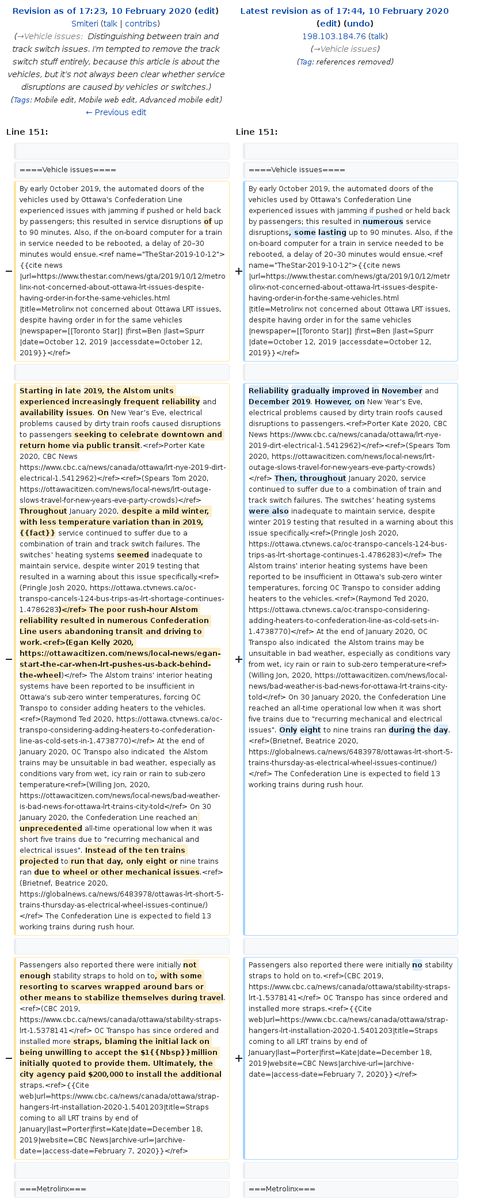 Revision as of 17:23, 10 February 2020 (edit)
Smiteri (talk | contribs)
(→Vehicle issues: Distinguishing between train and
track switch issues. I'm tempted to remove the track
switch stuff entirely, because this article is about the
vehicles, but it's not always been clear whether service
disruptions are caused by vehicles or switches.)
(Tags: Mobile edit, Mobile web edit, Advanced mobile edit)
← Previous edit
Latest revision as of 17:44, 10 February 2020
(edit) (undo)
198.103.184.76 (talk)
(→Vehicle issues)
(Tag: references removed)
Line 151:
Line 151:
====Vehicle issues====
====Vehicle issues====
−
By early October 2019, the automated doors of the
vehicles used by Ottawa's Confederation Line
experienced issues with jamming if pushed or held back
by passengers; this resulted in service disruptions of up
to 90 minutes. Also, if the on-board computer for a train
in service needed to be rebooted, a delay of 20–30
minutes would ensue.<ref name="TheStar-2019-10-12">
{{cite news
|url=https://www.thestar.com/news/gta/2019/10/12/metro
linx-not-concerned-about-ottawa-lrt-issues-despite-
having-order-in-for-the-same-vehicles.html
|title=Metrolinx not concerned about Ottawa LRT issues,
despite having order in for the same vehicles
|newspaper=[[Toronto Star]] |first=Ben |last=Spurr
|date=October 12, 2019 |accessdate=October 12,
2019}}</ref>
+
By early October 2019, the automated doors of the
vehicles used by Ottawa's Confederation Line
experienced issues with jamming if pushed or held back
by passengers; this resulted in numerous service
disruptions, some lasting up to 90 minutes. Also, if the
on-board computer for a train in service needed to be
rebooted, a delay of 20–30 minutes would ensue.<ref
name="TheStar-2019-10-12">{{cite news
|url=https://www.thestar.com/news/gta/2019/10/12/metro
linx-not-concerned-about-ottawa-lrt-issues-despite-
having-order-in-for-the-same-vehicles.html
|title=Metrolinx not concerned about Ottawa LRT issues,
despite having order in for the same vehicles
|newspaper=[[Toronto Star]] |first=Ben |last=Spurr
|date=October 12, 2019 |accessdate=October 12,
2019}}</ref>
−
Starting in late 2019, the Alstom units
experienced increasingly frequent reliability and
availability issues. On New Year's Eve, electrical
problems caused by dirty train roofs caused disruptions
to passengers seeking to celebrate downtown and
return home via public transit.<ref>Porter Kate
2020, CBC News
https://www.cbc.ca/news/canada/ottawa/lrt-nye-2019-dirt-
electrical-1.5412962)</ref><ref>(Spears Tom 2020,
https://ottawacitizen.com/news/local-news/lrt-outage-
slows-travel-for-new-years-eve-party-crowds)</ref>
Throughout January 2020, despite a mild winter,
with less temperature variation than in 2019,
{{fact}} service continued to suffer due to a
combination of train and track switch failures. The
switches' heating systems seemed inadequate to
maintain service, despite winter 2019 testing that
resulted in a warning about this issue specifically.<ref>
(Pringle Josh 2020, https://ottawa.ctvnews.ca/oc-
transpo-cancels-124-bus-trips-as-lrt-shortage-continues-
1.4786283)</ref> The poor rush-hour Alstom
reliability resulted in numerous Confederation
Line users abandoning transit and driving to
work.<ref>(Egan Kelly 2020,
https://ottawacitizen.com/news/local-news/egan-
start-the-car-when-lrt-pushes-us-back-behind-
the-wheel)</ref> The Alstom trains' interior heating
systems have been reported to be insufficient in
Ottawa's sub-zero winter temperatures, forcing OC
Transpo to consider adding heaters to the vehicles.
<ref>(Raymond Ted 2020, https://ottawa.ctvnews.ca/oc-
transpo-considering-adding-heaters-to-confederation-
line-as-cold-sets-in-1.4738770)</ref> At the end of
January 2020, OC Transpo also indicated  the Alstom
trains may be unsuitable in bad weather, especially as
conditions vary from wet, icy rain or rain to sub-zero
temperature<ref>(Willing Jon, 2020,
https://ottawacitizen.com/news/local-news/bad-weather-
is-bad-news-for-ottawa-lrt-trains-city-told</ref> On 30
January 2020, the Confederation Line reached an
unprecedented all-time operational low when it was
short five trains due to "recurring mechanical and
electrical issues". Instead of the ten trains
projected to run that day, only eight or nine trains
ran due to wheel or other mechanical issues.<ref>
(Brietnef, Beatrice 2020,
https://globalnews.ca/news/6483978/ottawas-lrt-short-5-
trains-thursday-as-electrical-wheel-issues-continue/)
</ref> The Confederation Line is expected to field 13
working trains during rush hour.
+
Reliability gradually improved in November and
December 2019. However, on New Year's Eve,
electrical problems caused by dirty train roofs caused
disruptions to passengers.<ref>Porter Kate 2020, CBC
News https://www.cbc.ca/news/canada/ottawa/lrt-nye-
2019-dirt-electrical-1.5412962)</ref><ref>(Spears Tom
2020, https://ottawacitizen.com/news/local-news/lrt-
outage-slows-travel-for-new-years-eve-party-crowds)
</ref> Then, throughout January 2020, service
continued to suffer due to a combination of train and
track switch failures. The switches' heating systems
were also inadequate to maintain service, despite
winter 2019 testing that resulted in a warning about this
issue specifically.<ref>(Pringle Josh 2020,
https://ottawa.ctvnews.ca/oc-transpo-cancels-124-bus-
trips-as-lrt-shortage-continues-1.4786283)</ref> The
Alstom trains' interior heating systems have been
reported to be insufficient in Ottawa's sub-zero winter
temperatures, forcing OC Transpo to consider adding
heaters to the vehicles.<ref>(Raymond Ted 2020,
https://ottawa.ctvnews.ca/oc-transpo-considering-
adding-heaters-to-confederation-line-as-cold-sets-in-
1.4738770)</ref> At the end of January 2020, OC
Transpo also indicated  the Alstom trains may be
unsuitable in bad weather, especially as conditions vary
from wet, icy rain or rain to sub-zero temperature<ref>
(Willing Jon, 2020, https://ottawacitizen.com/news/local-
news/bad-weather-is-bad-news-for-ottawa-lrt-trains-city-
told</ref> On 30 January 2020, the Confederation Line
reached an all-time operational low when it was short
five trains due to "recurring mechanical and electrical
issues". Only eight to nine trains ran during the day.
<ref>(Brietnef, Beatrice 2020,
https://globalnews.ca/news/6483978/ottawas-lrt-short-5-
trains-thursday-as-electrical-wheel-issues-continue/)
</ref> The Confederation Line is expected to field 13
working trains during rush hour.
−
Passengers also reported there were initially not
enough stability straps to hold on to, with some
resorting to scarves wrapped around bars or
other means to stabilize themselves during travel.
<ref>(CBC 2019,
https://www.cbc.ca/news/canada/ottawa/stability-straps-
lrt-1.5378141</ref> OC Transpo has since ordered and
installed more straps, blaming the initial lack on
being unwilling to accept the $1{{Nbsp}}million
initially quoted to provide them. Ultimately, the
city agency paid $200,000 to install the additional
straps.<ref>{{Cite
web|url=https://www.cbc.ca/news/canada/ottawa/strap-
hangers-lrt-installation-2020-1.5401203|title=Straps
coming to all LRT trains by end of
January|last=Porter|first=Kate|date=December 18,
2019|website=CBC News|archive-url=|archive-
date=|access-date=February 7, 2020}}</ref>
+
Passengers also reported there were initially no stability
straps to hold on to.<ref>(CBC 2019,
https://www.cbc.ca/news/canada/ottawa/stability-straps-
lrt-1.5378141</ref> OC Transpo has since ordered and
installed more straps.<ref>{{Cite
web|url=https://www.cbc.ca/news/canada/ottawa/strap-
hangers-lrt-installation-2020-1.5401203|title=Straps
coming to all LRT trains by end of
January|last=Porter|first=Kate|date=December 18,
2019|website=CBC News|archive-url=|archive-
date=|access-date=February 7, 2020}}</ref>
===Metrolinx===
===Metrolinx===